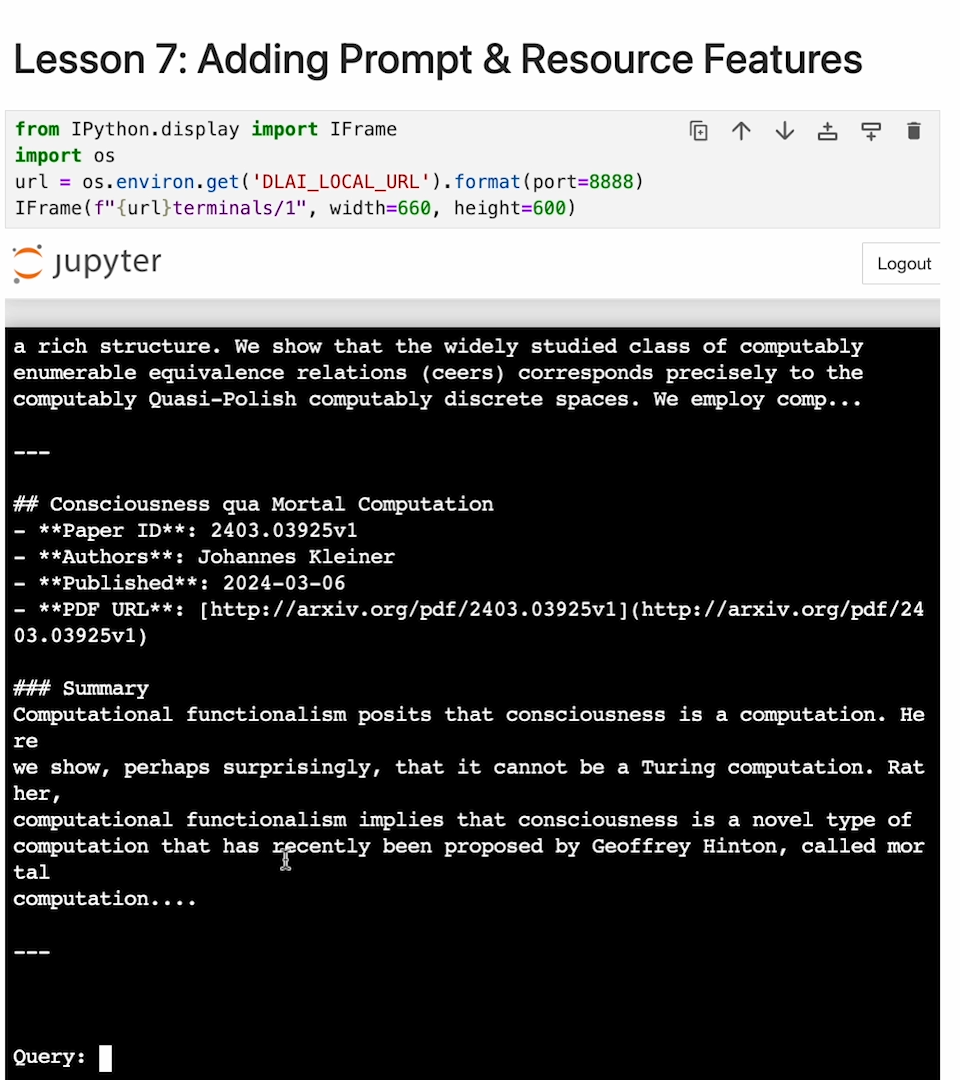 Lesson 7: Adding Prompt & Resource Features
from IPython.display import IFrame
import os
url = os.environ.get('DLAI_LOCAL_URL').format(port=8888)
IFrame(f"{url}terminals/1", width=660, height=600)
jupyter
Logout
a rich structure. We show that the widely studied class of computably
enumerable equivalence relations (ceers) corresponds precisely to the
computably Quasi-Polish computably discrete spaces. We employ comp...
---
## Consciousness qua Mortal Computation
- **Paper ID**: 2403.03925v1
- **Authors**: Johannes Kleiner
- **Published**: 2024-03-06
- **PDF URL**: [http://arxiv.org/pdf/2403.03925v1](http://arxiv.org/pdf/24
03.03925v1)
### Summary
Computational functionalism posits that consciousness is a computation. He
re
we show, perhaps surprisingly, that it cannot be a Turing computation. Rat
her,
computational functionalism implies that consciousness is a novel type of
computation that has recently been proposed by Geoffrey Hinton, called mor
tal
computation....
---
Query: